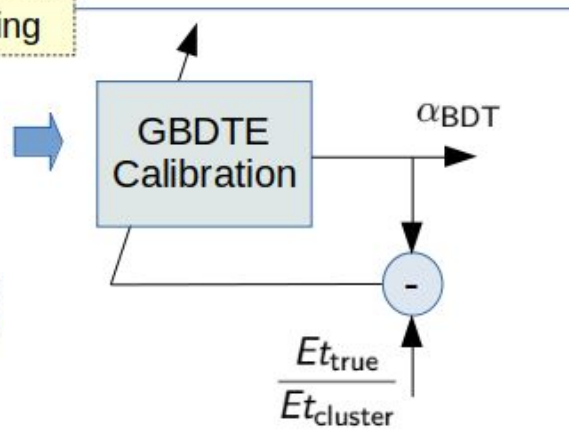 ing
GBDTE
Calibration
αBDT
-
Ettrue
Etcluster